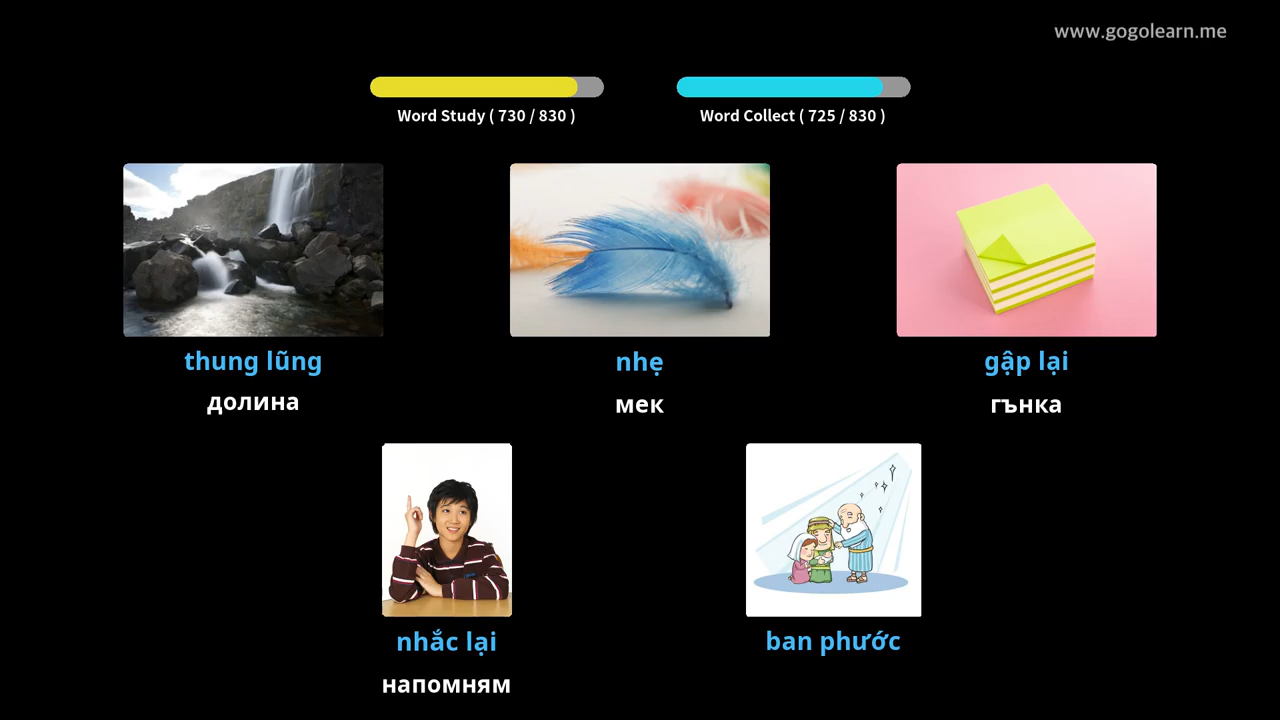 www.gogolearn.me
Word Study ( 730 / 830 )
Word Collect ( 725 / 830 )
thung lũng
долина
nhẹ
мек
gập lại
гънка
nhắc lại
напомням
ban phước